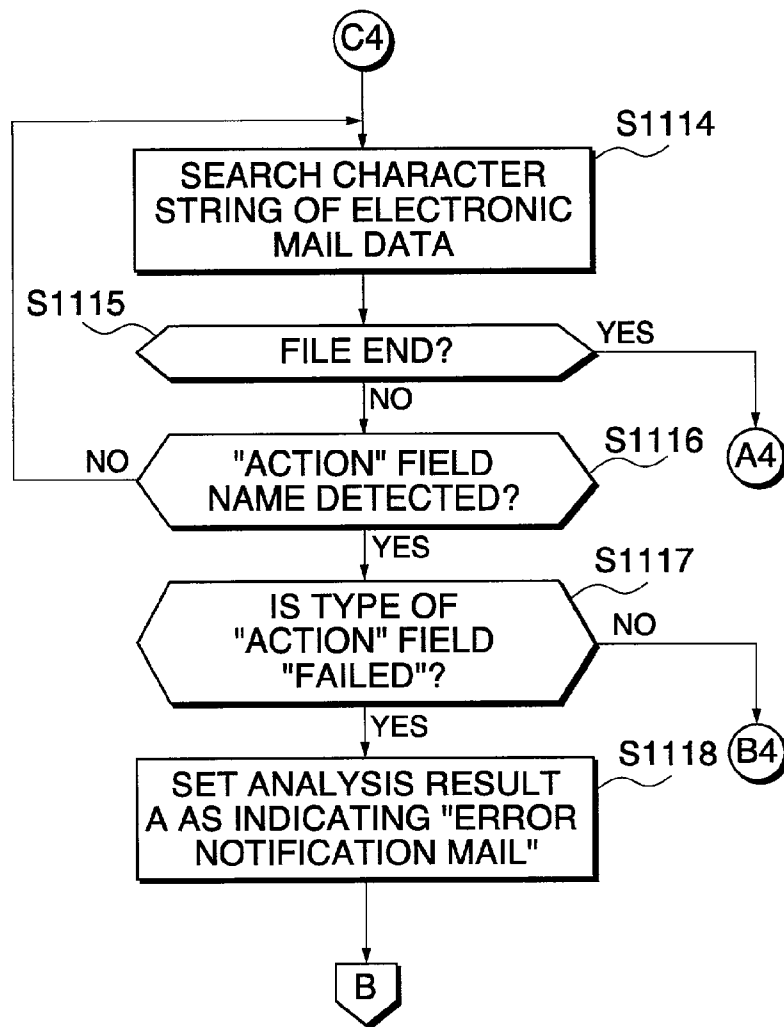 C4
S1114
SEARCH CHARACTER
STRING OF ELECTRONIC
MAIL DATA
S1115
FILE END?
YES
NO
A4
S1116
"ACTION" FIELD
NAME DETECTED?
NO
YES
S1117
IS TYPE OF
"ACTION" FIELD
"FAILED"?
NO
YES
B4
S1118
SET ANALYSIS RESULT
A AS INDICATING "ERROR
NOTIFICATION MAIL"
B